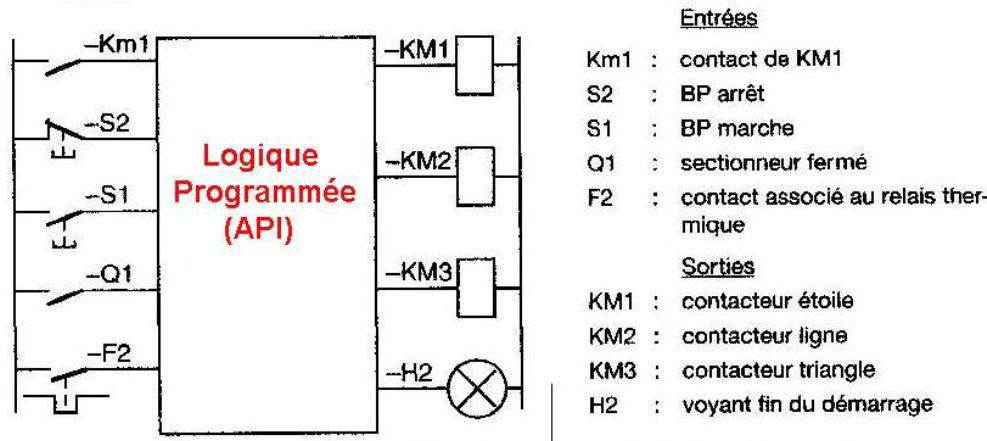 –Km1
–S2
–S1
–Q1
–F2
Logique
Programmée
(API)
–KM1
–KM2
–KM3
–H2
Entrées
Km1 : contact de KM1
S2 : BP arrêt
S1 : BP marche
Q1 : sectionneur fermé
F2 : contact associé au relais ther-
mique
Sorties
KM1 : contacteur étoile
KM2 : contacteur ligne
KM3 : contacteur triangle
H2 : voyant fin du démarrage